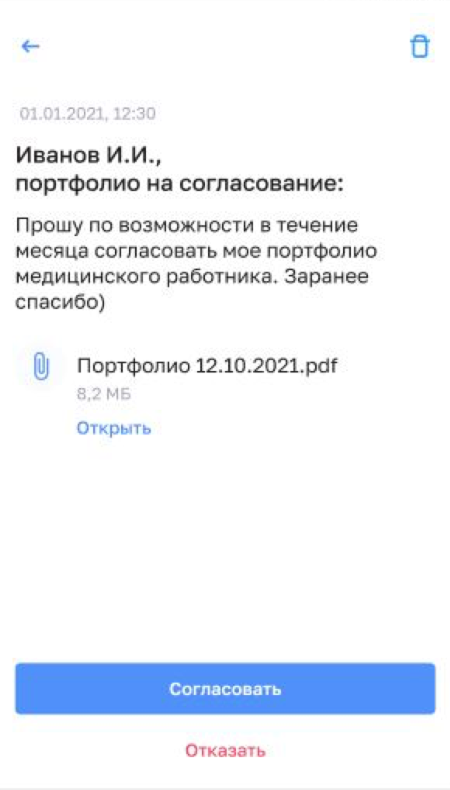 01.01.2021, 12:30
Иванов И.И.,
портфолио на согласование:
Прошу по возможности в течение
месяца согласовать мое портфолио
медицинского работника. Заранее
спасибо)
Портфолио 12.10.2021.pdf
8,2 МБ
Открыть
Согласовать
Отказать